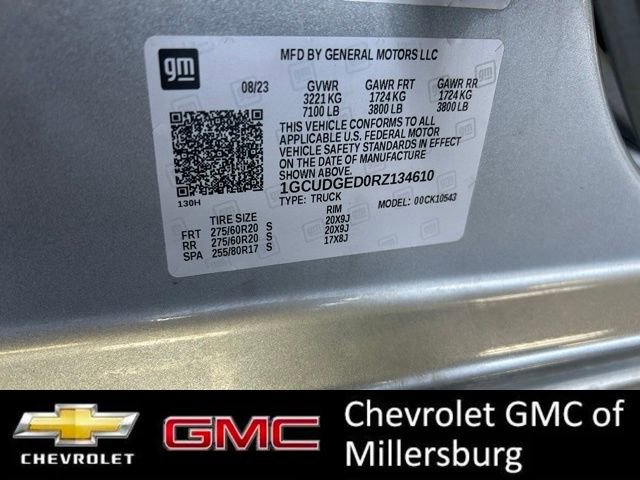 gm
MFD BY GENERAL MOTORS LLC
08/23 GVWR GAWR FRT GAWR RR
3221 KG 1724 KG 1724 KG
7100 LB 3800 LB 3800 LB
THIS VEHICLE CONFORMS TO ALL
APPLICABLE U.S. FEDERAL MOTOR
VEHICLE SAFETY STANDARDS IN EFFECT
ON THE DATE OF MANUFACTURE
1GCUDGED0RZ134610
130H
TYPE: TRUCK MODEL: 00CK10543
TIRE SIZE RIM
FRT 275/60R20 S 20X9J
RR 275/60R20 S 20X9J
SPA 255/80R17 S 17X8J
CHEVROLET
GMC
Chevrolet GMC of
Millersburg